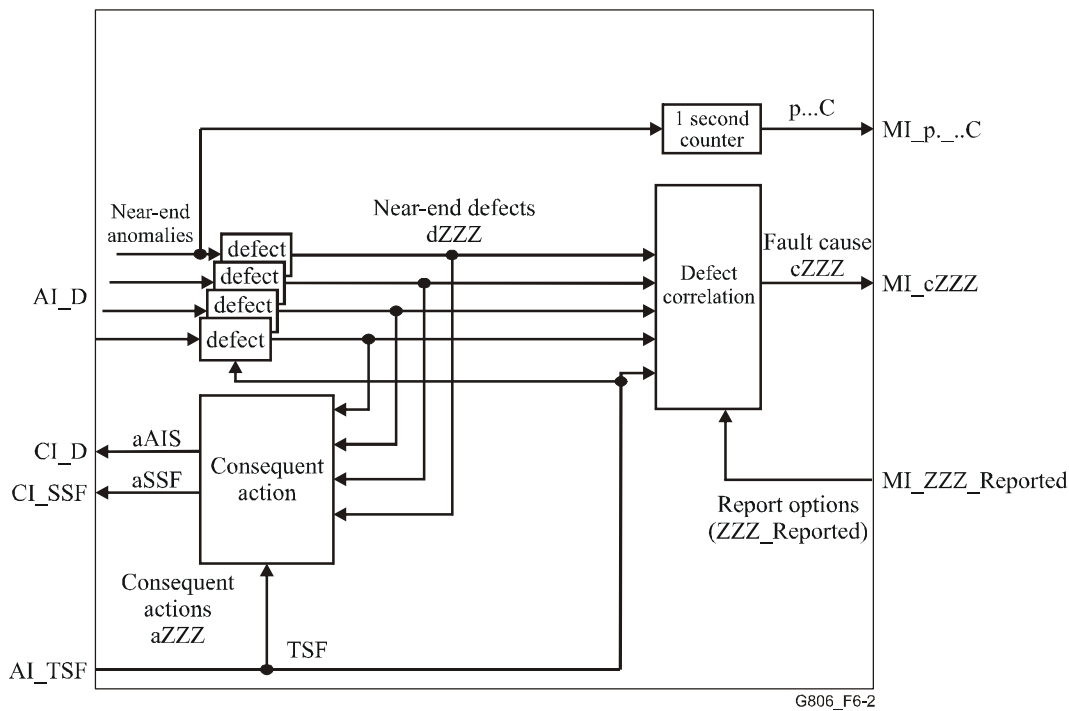 1 second
counter
p...C
MI_p._..C
Near-end
anomalies
Near-end defects
dZZZ
defect
defect
defect
defect
AI_D
Defect
correlation
Fault cause
cZZZ
MI_cZZZ
CI_D
aAIS
CI_SSF
aSSF
Consequent
action
MI_ZZZ_Reported
Report options
(ZZZ_Reported)
Consequent
actions
aZZZ
TSF
AI_TSF
G806_F6-2